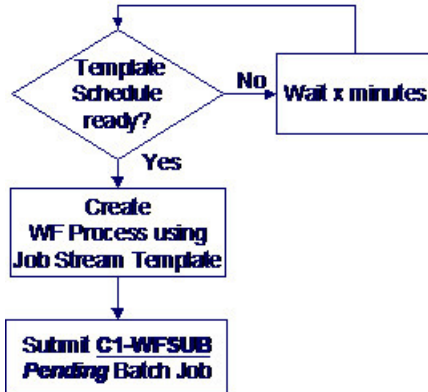 Template
Schedule
ready?
No
Wait x minutes
Yes
Create
WF Process using
Job Stream Template
Submit C1-WFSUB
Pending Batch Job